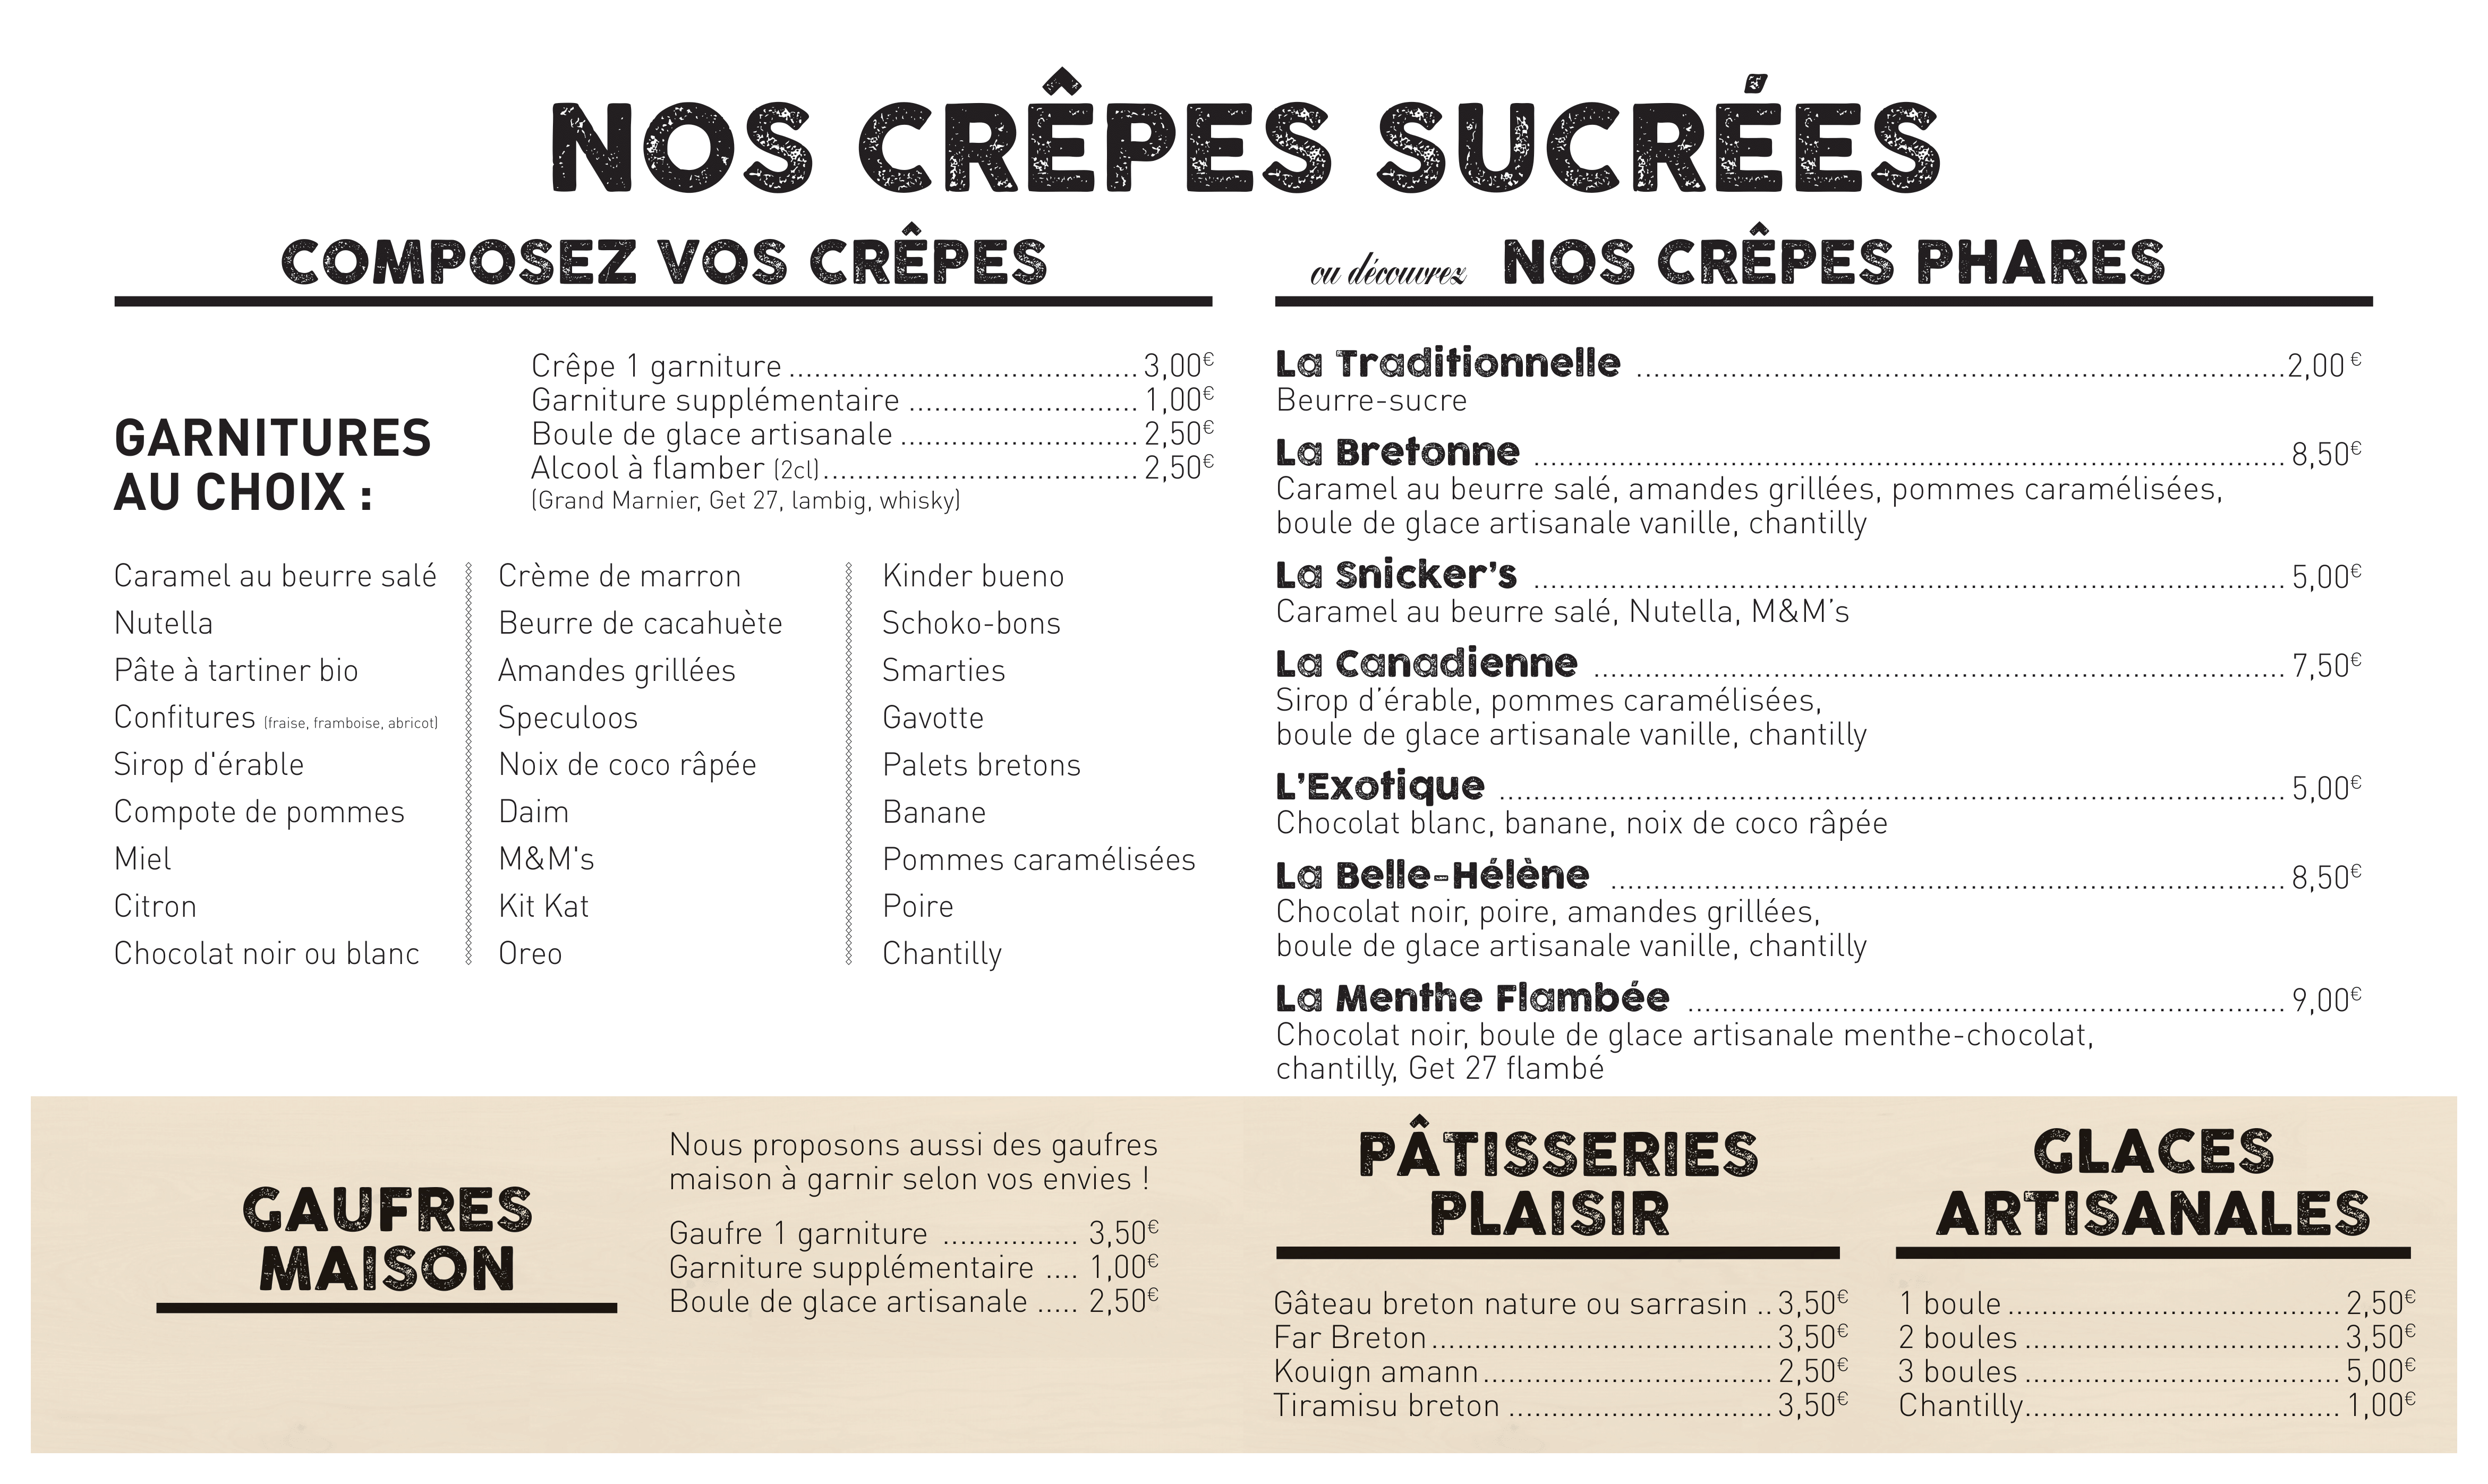 NOS CRÊPES SUCRÉES
COMPOSEZ VOS CRÊPES
Crêpe 1 garniture ........ 3,00€
Garniture supplémentaire ........ 1,00€
Boule de glace artisanale ........ 2,50€
Alcool à flamber (2cl) ........ 2,50€
(Grand Marnier, Get 27, lambig, whisky)
GARNITURES
AU CHOIX :
Caramel au beurre salé
Nutella
Pâte à tartiner bio
Confitures (fraise, framboise, abricot)
Sirop d'érable
Compote de pommes
Miel
Citron
Chocolat noir ou blanc
Crème de marron
Beurre de cacahuète
Amandes grillées
Speculoos
Noix de coco râpée
Daim
M&M's
Kit Kat
Oreo
Kinder bueno
Schoko-bons
Smarties
Gavotte
Palets bretons
Banane
Pommes caramélisées
Poire
Chantilly
ou découvrez NOS CRÊPES PHARES
La Traditionnelle ........ 2,00 €
Beurre-sucre
La Bretonne ........ 8,50€
Caramel au beurre salé, amandes grillées, pommes caramélisées,
boule de glace artisanale vanille, chantilly
La Snicker’s ........ 5,00€
Caramel au beurre salé, Nutella, M&M’s
La Canadienne ........ 7,50€
Sirop d’érable, pommes caramélisées,
boule de glace artisanale vanille, chantilly
L’Exotique ........ 5,00€
Chocolat blanc, banane, noix de coco râpée
La Belle-Hélène ........ 8,50€
Chocolat noir, poire, amandes grillées,
boule de glace artisanale vanille, chantilly
La Menthe Flambée ........ 9,00€
Chocolat noir, boule de glace artisanale menthe-chocolat,
chantilly, Get 27 flambé
GAUFRES
MAISON
Nous proposons aussi des gaufres
maison à garnir selon vos envies !
Gaufre 1 garniture ........ 3,50€
Garniture supplémentaire .... 1,00€
Boule de glace artisanale ..... 2,50€
PÂTISSERIES
PLAISIR
Gâteau breton nature ou sarrasin .. 3,50€
Far Breton ........ 3,50€
Kouign amann ........ 2,50€
Tiramisu breton ........ 3,50€
GLACES
ARTISANALES
1 boule ........ 2,50€
2 boules ........ 3,50€
3 boules ........ 5,00€
Chantilly ........ 1,00€